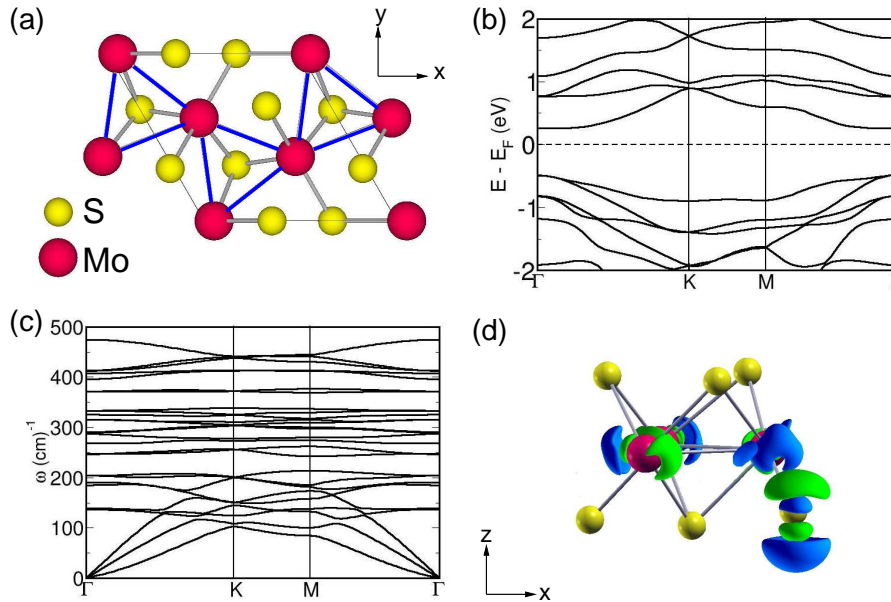 (a)
y
x
S
Mo
(b)
E - E_F (eV)
2
1
0
-1
-2
Γ K M
(c)
ω (cm)⁻¹
500
400
300
200
100
0
Γ K M Γ
(d)
z
x